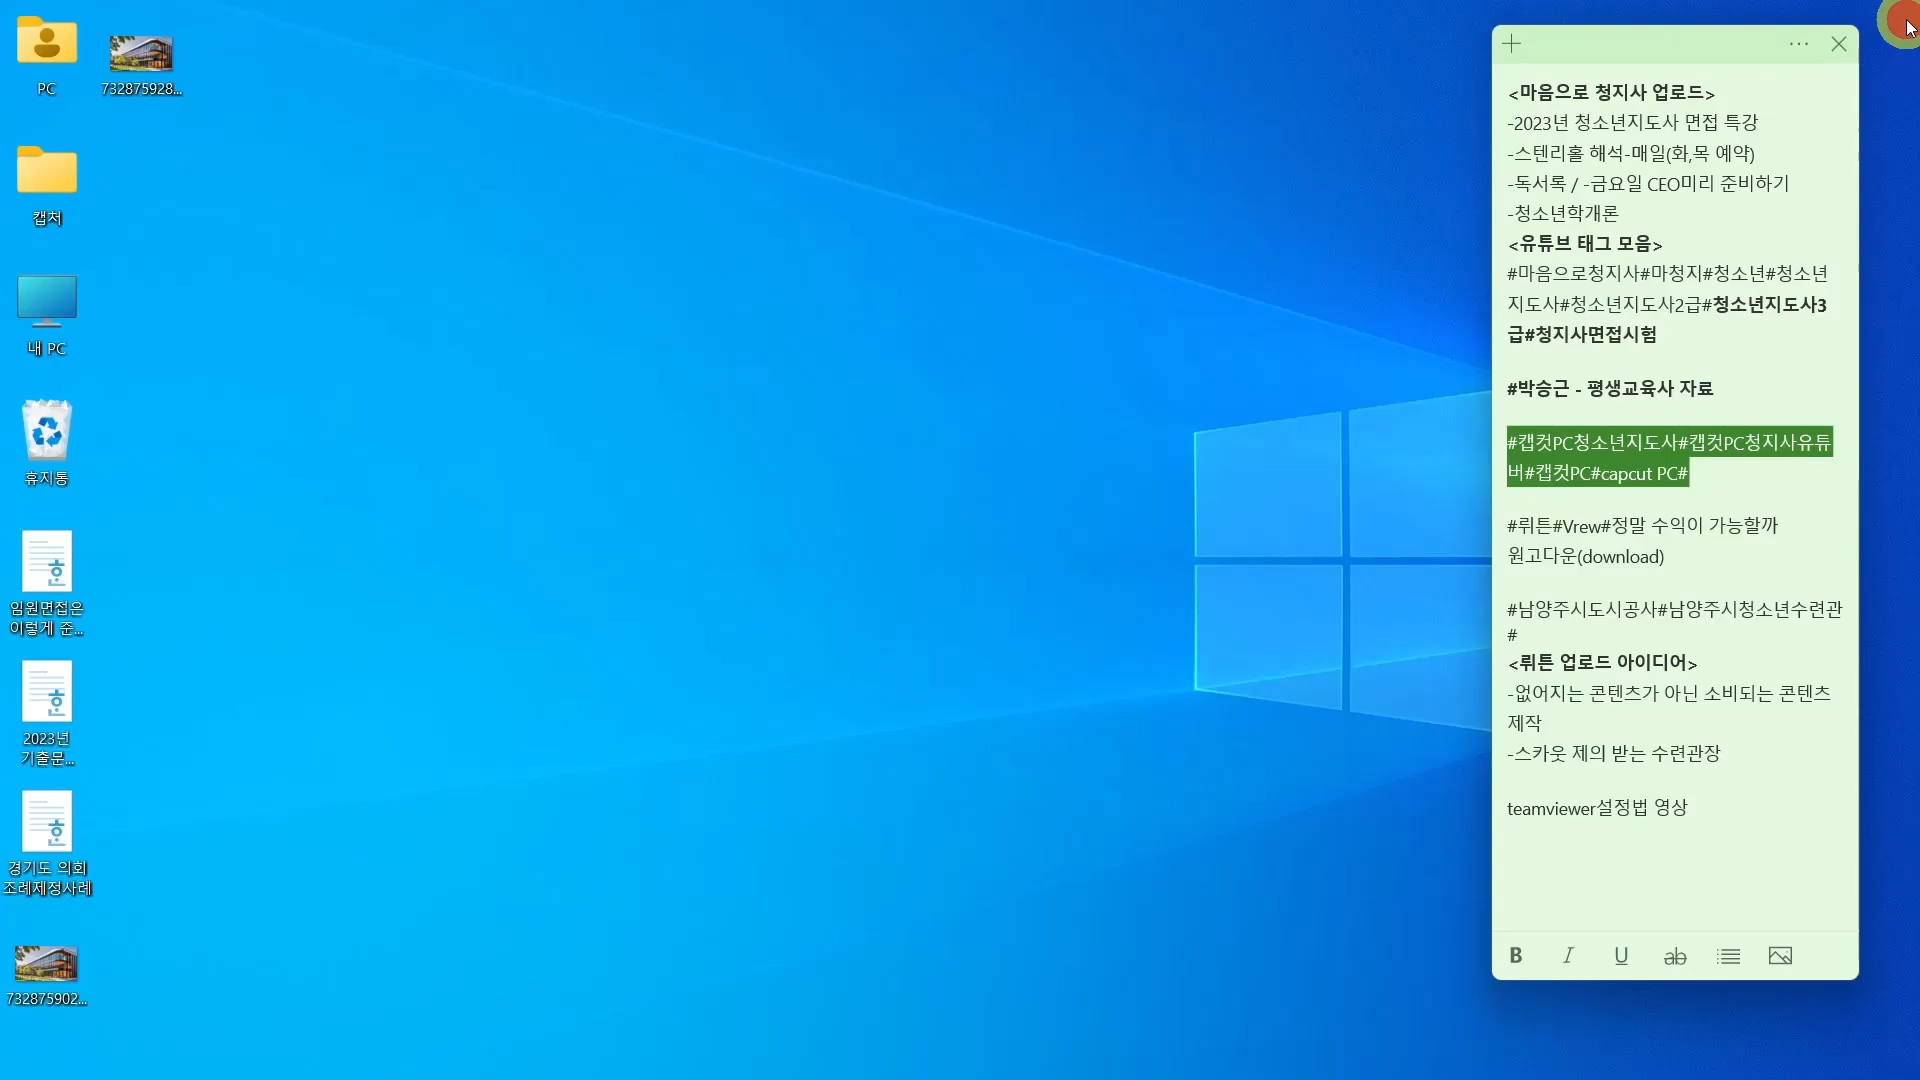 PC
732875928...
캡처
내 PC
휴지통
임원면접은
이렇게 준...
2023년
기출문...
경기도 의회
조례제정사례
732875902...
<마음으로 청지사 업로드>
-2023년 청소년지도사 면접 특강
-스텐리홀 해석-매일(화,목 예약)
-독서록 / -금요일 CEO미리 준비하기
-청소년학개론
<유튜브 태그 모음>
#마음으로청지사#마청지#청소년#청소년
지도사#청소년지도사2급#청소년지도사3
급#청지사면접시험
#박승근 - 평생교육사 자료
#캡컷PC청소년지도사#캡컷PC청지사유튜
버#캡컷PC#capcut PC#
#뤼튼#Vrew#정말 수익이 가능할까
원고다운(download)
#남양주시도시공사#남양주시청소년수련관
#
<뤼튼 업로드 아이디어>
-없어지는 콘텐츠가 아닌 소비되는 콘텐츠
제작
-스카웃 제의 받는 수련관장
teamviewer설정법 영상
B I U ab